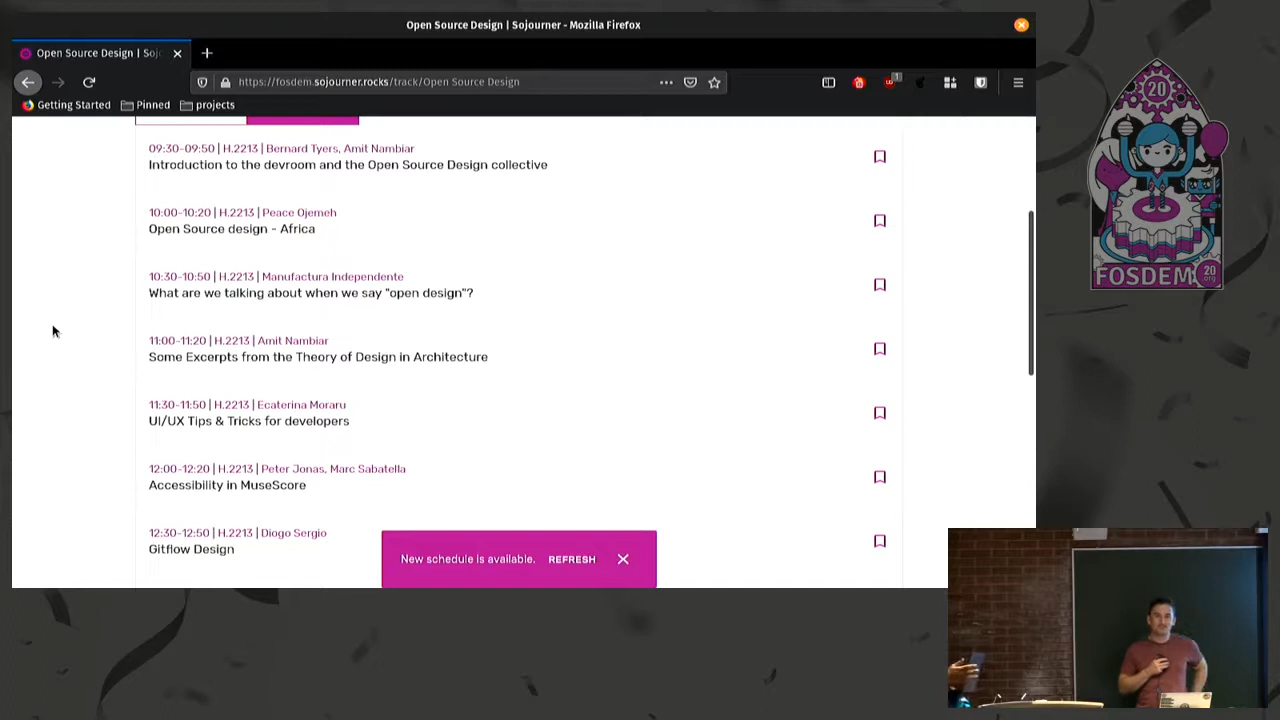 Open Source Design | Sojourner - Mozilla Firefox
Open Source Design | Soj
https://fosdem.sojourner.rocks/track/Open Source Design
1
Getting Started
Pinned
projects
09:30-09:50 | H.2213 | Bernard Tyers, Amit Nambiar
Introduction to the devroom and the Open Source Design collective
10:00-10:20 | H.2213 | Peace Ojemeh
Open Source design - Africa
10:30-10:50 | H.2213 | Manufactura Independente
What are we talking about when we say "open design"?
11:00-11:20 | H.2213 | Amit Nambiar
Some Excerpts from the Theory of Design in Architecture
11:30-11:50 | H.2213 | Ecaterina Moraru
UI/UX Tips & Tricks for developers
12:00-12:20 | H.2213 | Peter Jonas, Marc Sabatella
Accessibility in MuseScore
12:30-12:50 | H.2213 | Diogo Sergio
Gitflow Design
New schedule is available. REFRESH
20
FOSDEM
20
.org